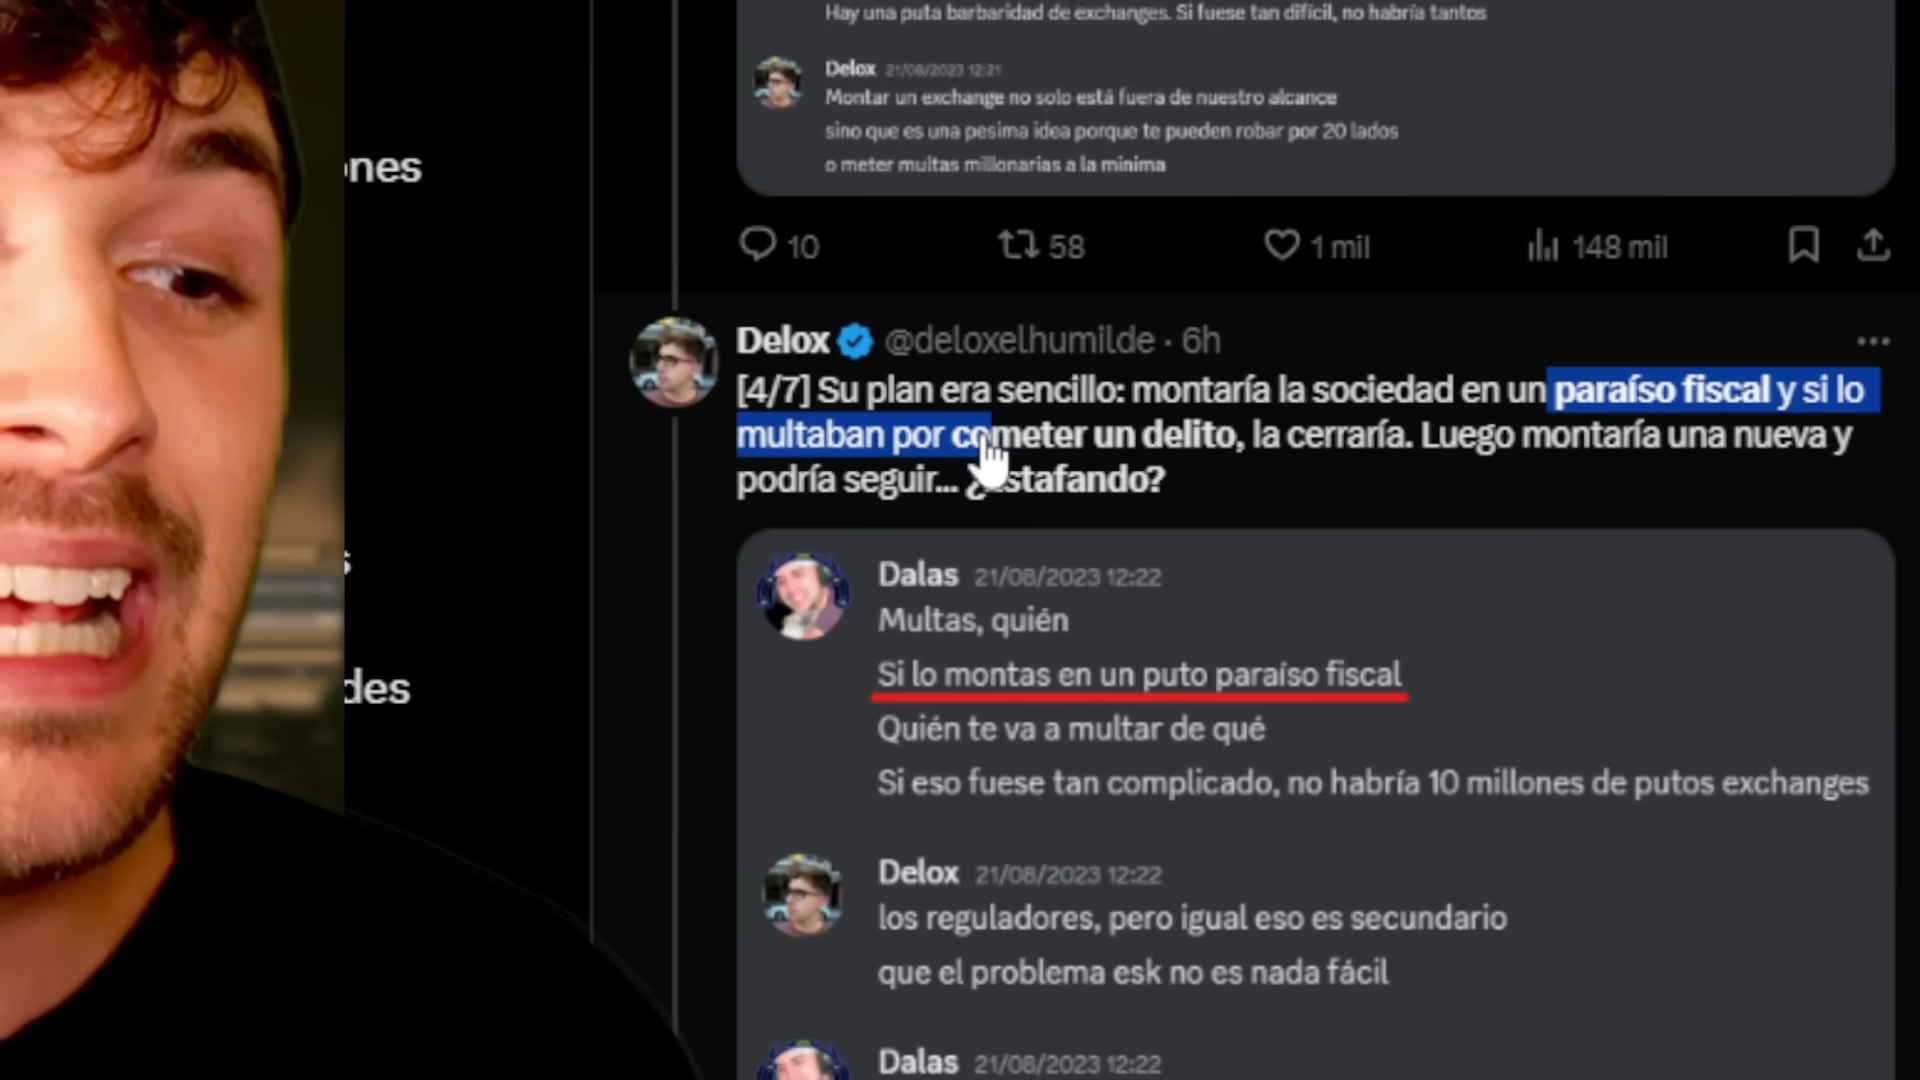 Hay una puta barbaridad de exchanges. Si fuese tan difícil, no habría tantos
Delox 21/08/2023 12:21
Montar un exchange no solo está fuera de nuestro alcance
sino que es una pesima idea porque te pueden robar por 20 lados
o meter multas millonarias a la minima
10 58 1 mil 148 mil
Delox @deloxelhumilde · 6h
[4/7] Su plan era sencillo: montaría la sociedad en un paraíso fiscal y si lo
multaban por cometer un delito, la cerraría. Luego montaría una nueva y
podría seguir... ¿Estafando?
Dalas 21/08/2023 12:22
Multas, quién
Si lo montas en un puto paraíso fiscal
Quién te va a multar de qué
Si eso fuese tan complicado, no habría 10 millones de putos exchanges
Delox 21/08/2023 12:22
los reguladores, pero igual eso es secundario
que el problema esk no es nada fácil
Dalas 21/08/2023 12:22
nes
des